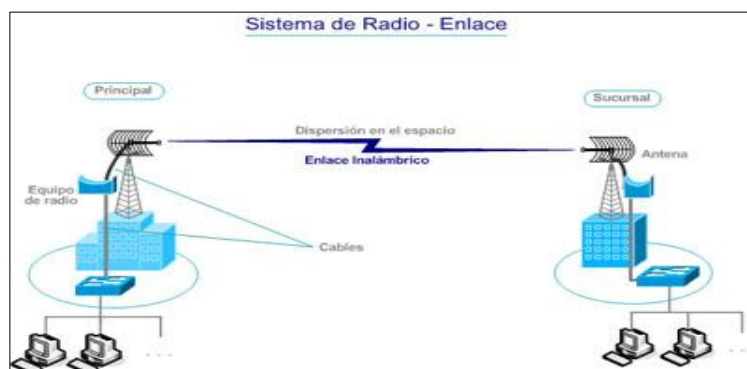 Sistema de Radio - Enlace
Principal
Sucursal
Dispersión en el espacio
Enlace Inalámbrico
Antena
Equipo
de radio
Cables
. . .
. . .